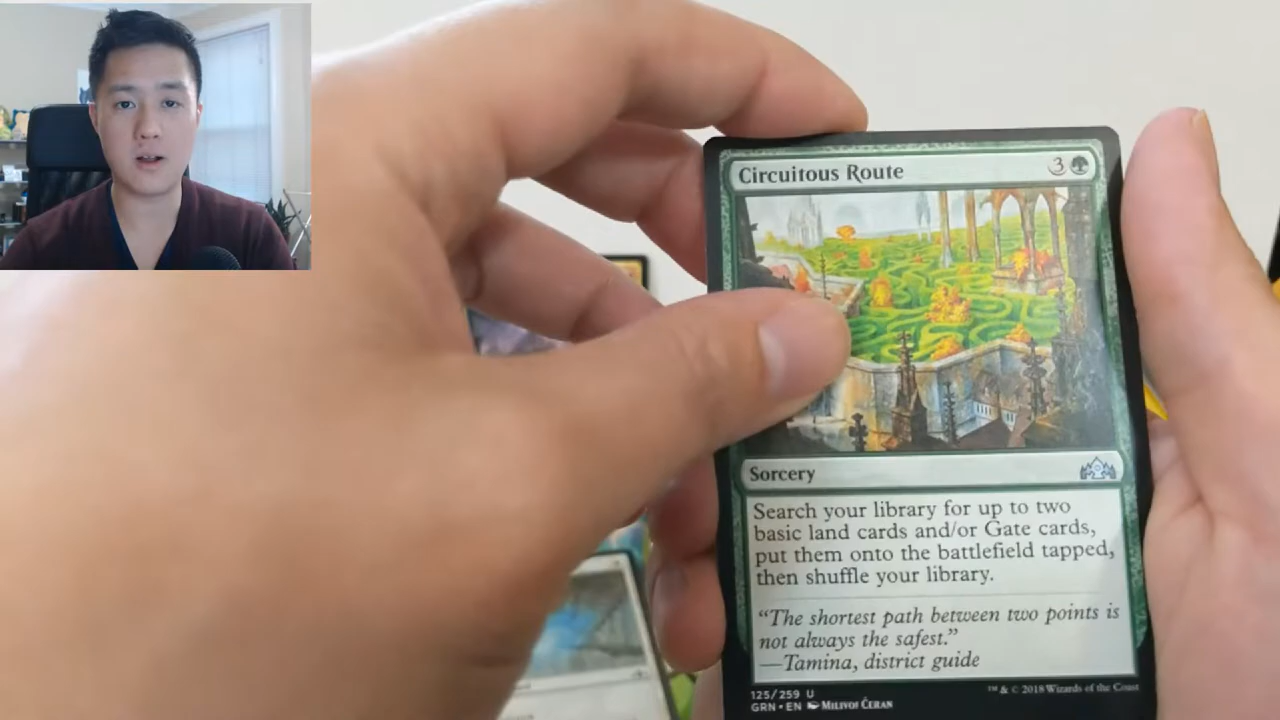 Circuitous Route 3
Sorcery
Search your library for up to two
basic land cards and/or Gate cards,
put them onto the battlefield tapped,
then shuffle your library.
“The shortest path between two points is
not always the safest.”
—Tamina, district guide
125/259 U
™ & © 2018 Wizards of the Coast
GRN • EN Milivoj Ćeran